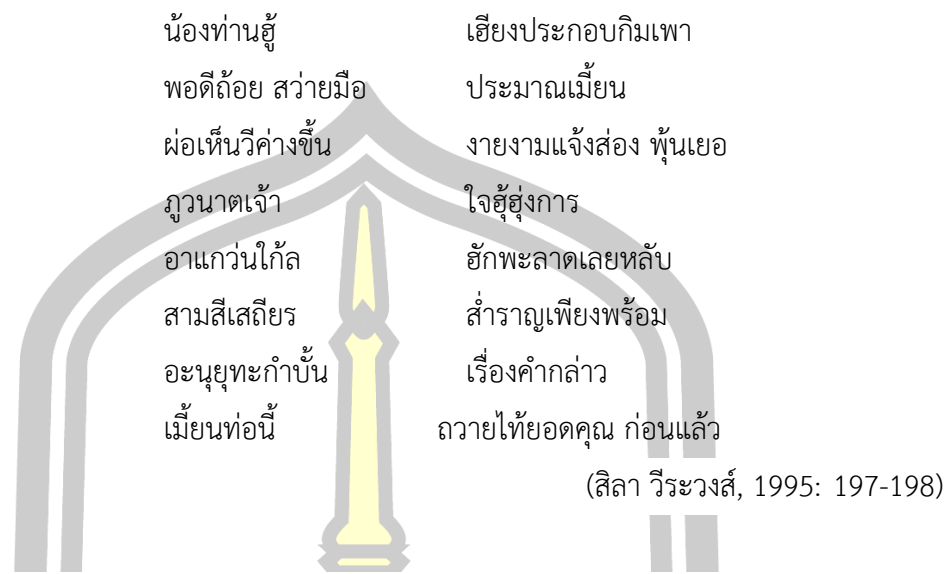 น้องท่านฮู้ เฮียงประกอบกิมเพา
พอดีถ้อย สว่ายมือ ประมาณเมี้ยน
ผ่อเห็นวีค่างขึ้น งายงามแจ้งส่อง พุ้นเยอ
ภูวนาตเจ้า ใจฮุ้ฮุ่งการ
อาแกว่นใก้ล ฮักพะลาดเลยหลับ
สามสีเสถียร ส่ำราญเพียงพร้อม
อะนุยุทะกำบั้น เรื่องคำกล่าว
เมี้ยนท่อนี้ ถวายไท้ยอดคุณ ก่อนแล้ว
(สิลา วีระวงส์, 1995: 197-198)